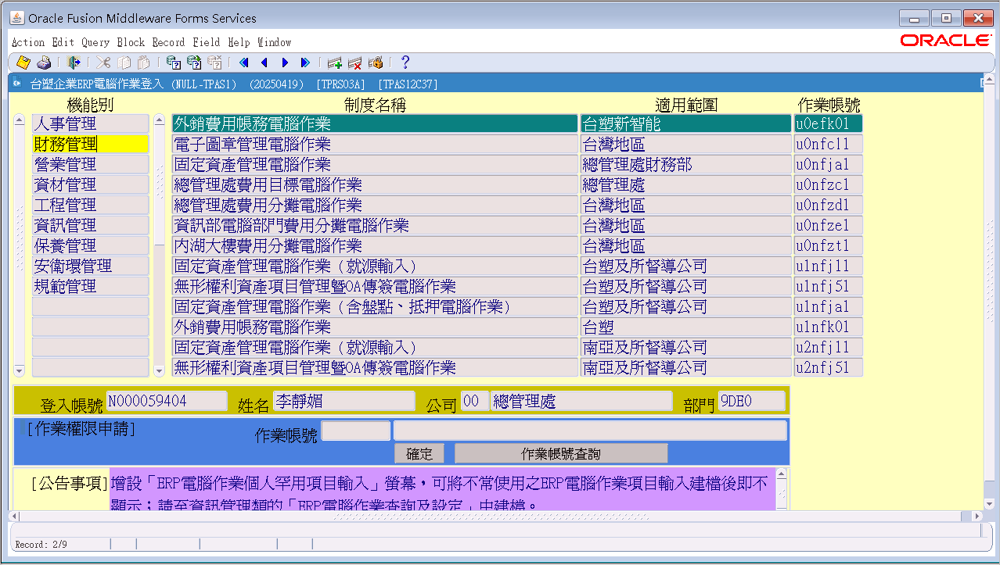 Oracle Fusion Middleware Forms Services
Action Edit Query Block Record Field Help Window
ORACLE
台塑企業ERP電腦作業登入 (NULL-TPAS1) (20250419) [TPRS03A] [TPAS12C37]
機能別 制度名稱 適用範圍 作業帳號
人事管理 外銷費用帳務電腦作業 台塑新智能 u0efk01
財務管理 電子圖章管理電腦作業 台灣地區 u0nfc11
營業管理 固定資產管理電腦作業 總管理處財務部 u0nfja1
資材管理 總管理處費用目標電腦作業 總管理處 u0nfzc1
工程管理 總管理處費用分攤電腦作業 台灣地區 u0nfzd1
資訊管理 資訊部電腦部門費用分攤電腦作業 台灣地區 u0nfze1
保養管理 內湖大樓費用分攤電腦作業 台灣地區 u0nfzt1
安衛環管理 固定資產管理電腦作業（就源輸入） 台塑及所督導公司 u1nfj11
規範管理 無形權利資產項目管理暨OA傳簽電腦作業 台塑及所督導公司 u1nfj51
固定資產管理電腦作業（含盤點、抵押電腦作業） 台塑及所督導公司 u1nfja1
外銷費用帳務電腦作業 台塑 u1nfk01
固定資產管理電腦作業（就源輸入） 南亞及所督導公司 u2nfj11
無形權利資產項目管理暨OA傳簽電腦作業 南亞及所督導公司 u2nfj51
登入帳號 N000059404 姓名 李靜媚 公司 00 總管理處 部門 9DE0
[作業權限申請] 作業帳號
確定 作業帳號查詢
[公告事項] 增設「ERP電腦作業個人罕用項目輸入」螢幕，可將不常使用之ERP電腦作業項目輸入建檔後即不
顯示；請至資訊管理類的「ERP電腦作業查詢及設定」中建檔。
Record: 2/9